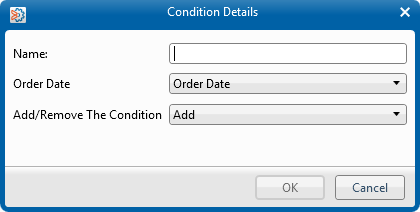 Condition Details
Name:
Order Date Order Date
Add/Remove The Condition Add
OK Cancel